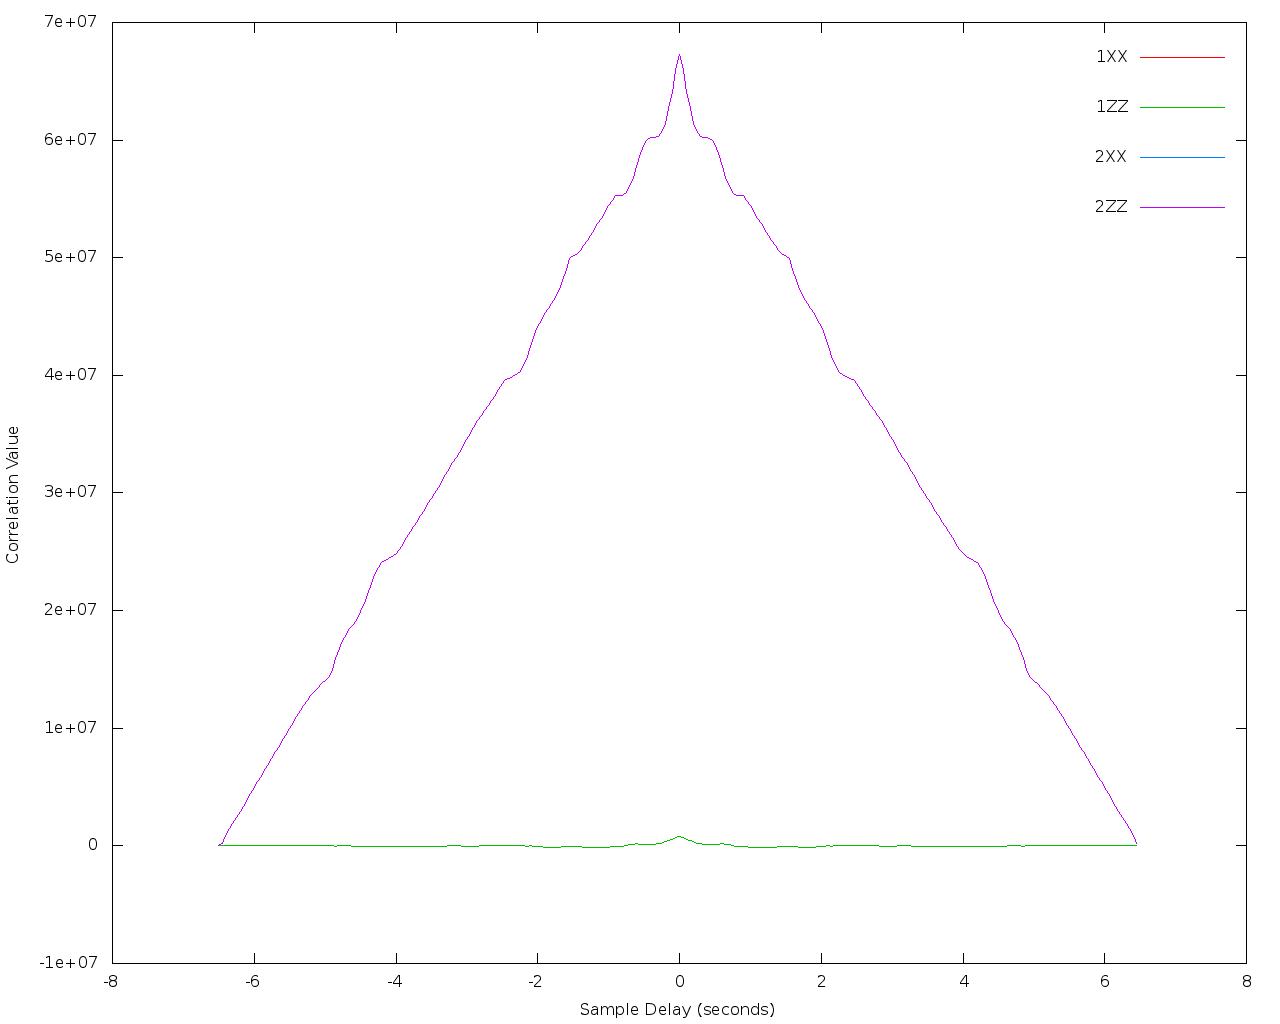 7e+07
6e+07
5e+07
4e+07
3e+07
2e+07
1e+07
0
-1e+07
-8
-6
-4
-2
0
2
4
6
8
Correlation Value
Sample Delay (seconds)
1XX
1ZZ
2XX
2ZZ